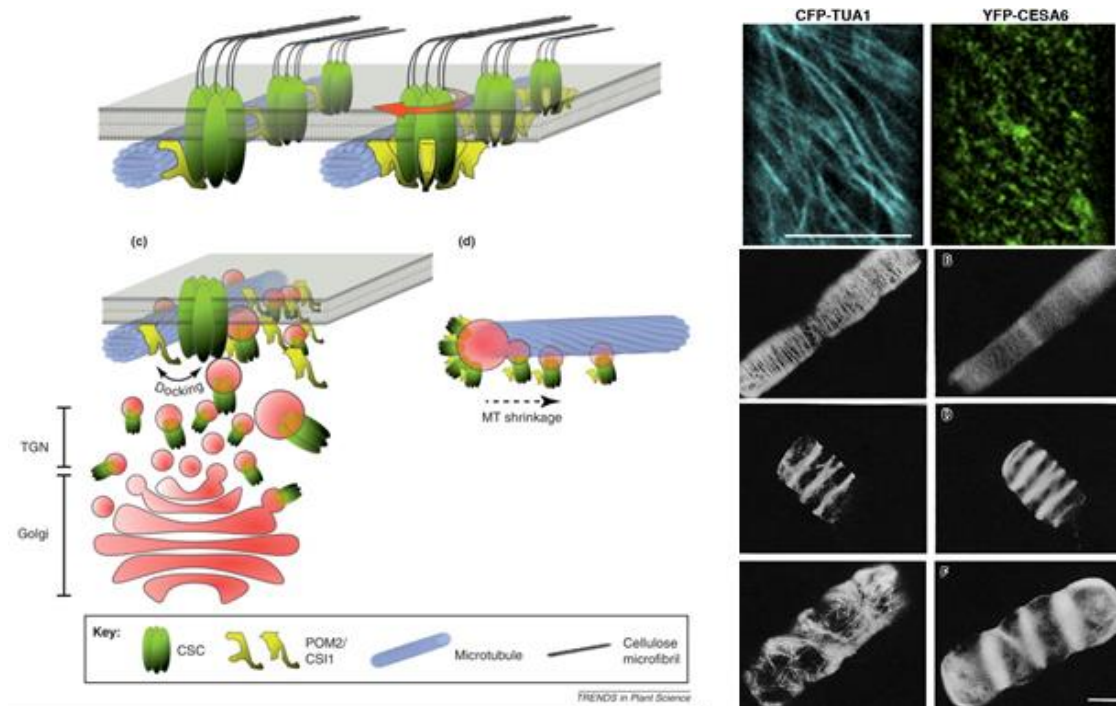 CFP-TUA1
YFP-CESA6
(c)
(d)
Docking
MT shrinkage
TGN
Golgi
Key:
CSC
POM2/
CSI1
Microtubule
Cellulose
microfibril
TRENDS in Plant Science
B
D
F